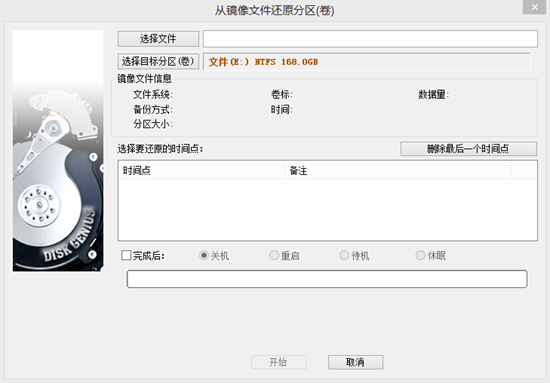 从镜像文件还原分区(卷)
选择文件
选择目标分区(卷) 文件(E:) NTFS 168.0GB
镜像文件信息
文件系统: 卷标: 数据量:
备份方式: 时间:
分区大小:
选择要还原的时间点: 删除最后一个时间点
时间点 备注
DISK GENIUS
完成后: 关机 重启 待机 休眠
开始 取消